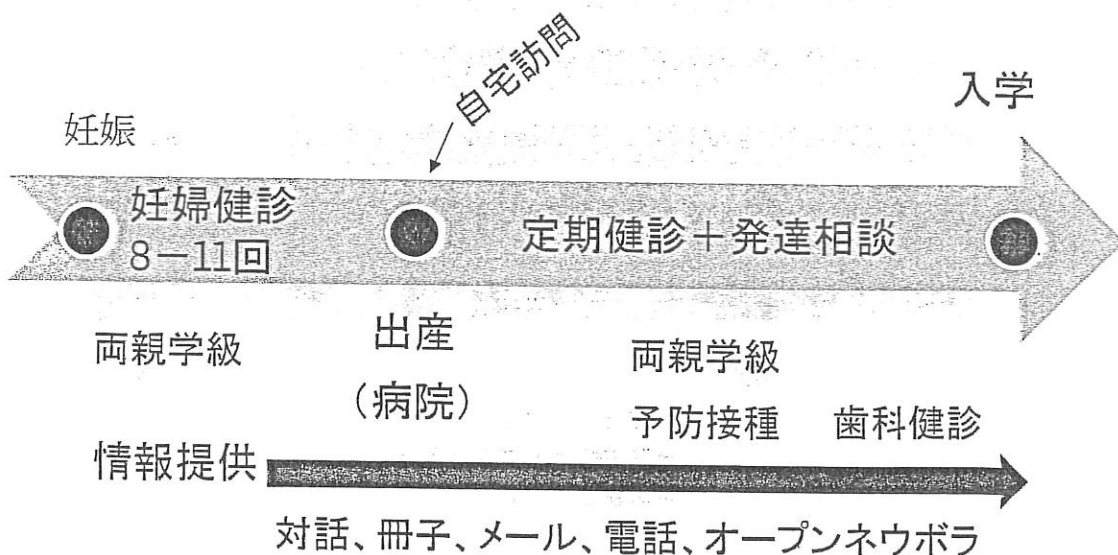 自宅訪問
入学
妊娠
妊婦健診
8－11回
定期健診＋発達相談
両親学級
出産
（病院）
両親学級
予防接種
歯科健診
情報提供
対話、冊子、メール、電話、オープンネウボラ